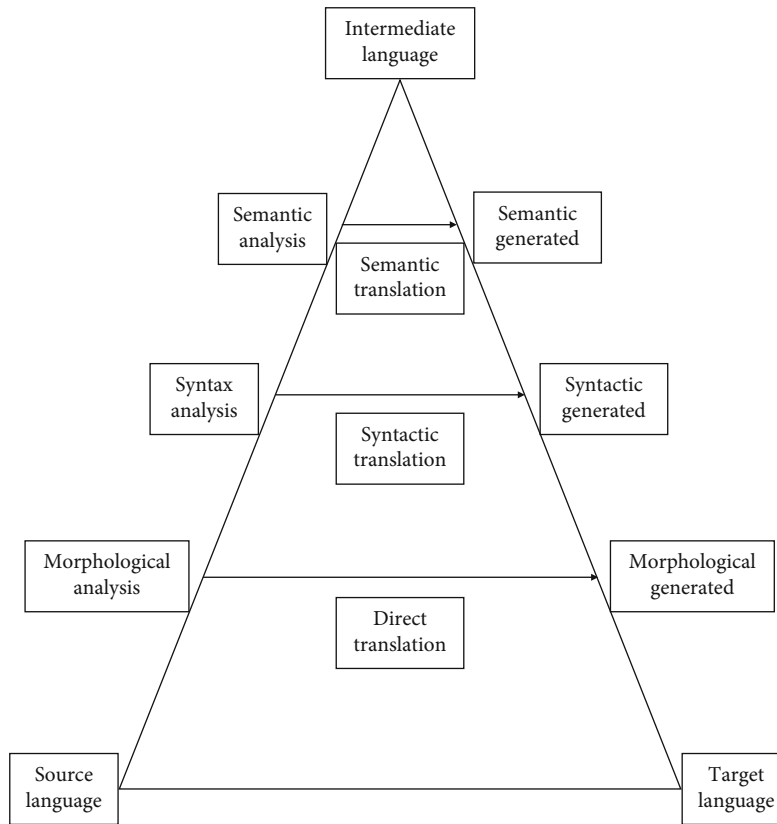 Intermediate
language
Semantic
analysis
Semantic
generated
Semantic
translation
Syntax
analysis
Syntactic
generated
Syntactic
translation
Morphological
analysis
Morphological
generated
Direct
translation
Source
language
Target
language